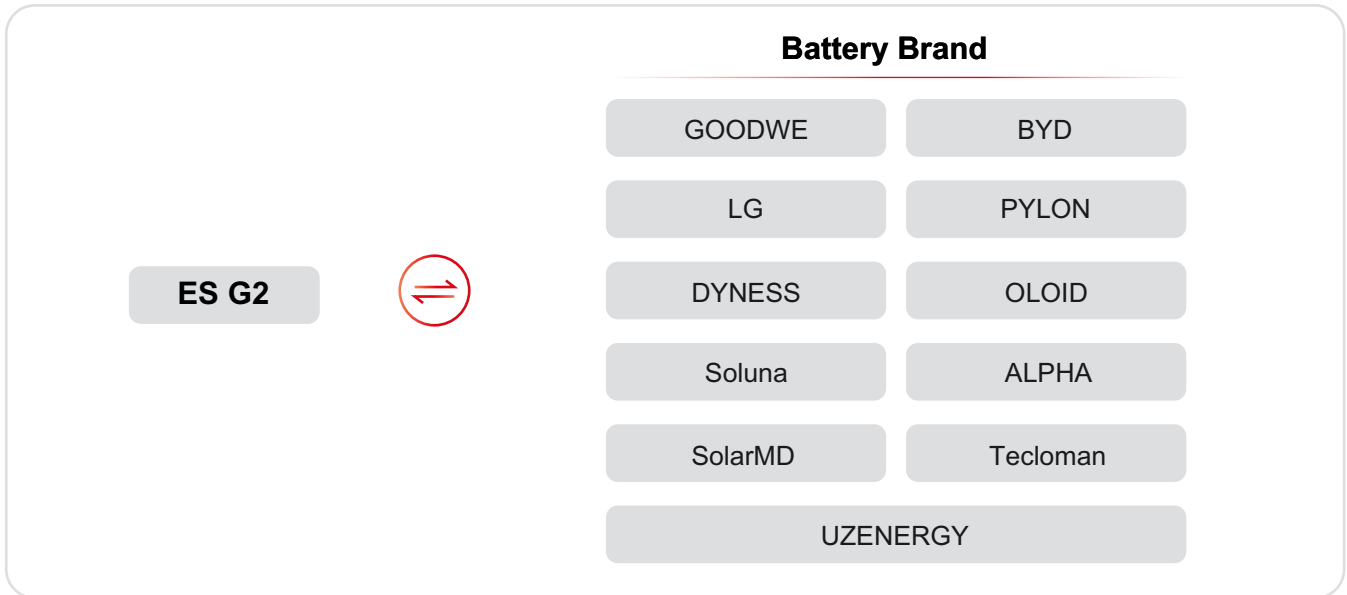 Battery Brand
GOODWE
BYD
LG
PYLON
ES G2
DYNESS
OLOID
Soluna
ALPHA
SolarMD
Tecloman
UZENERGY